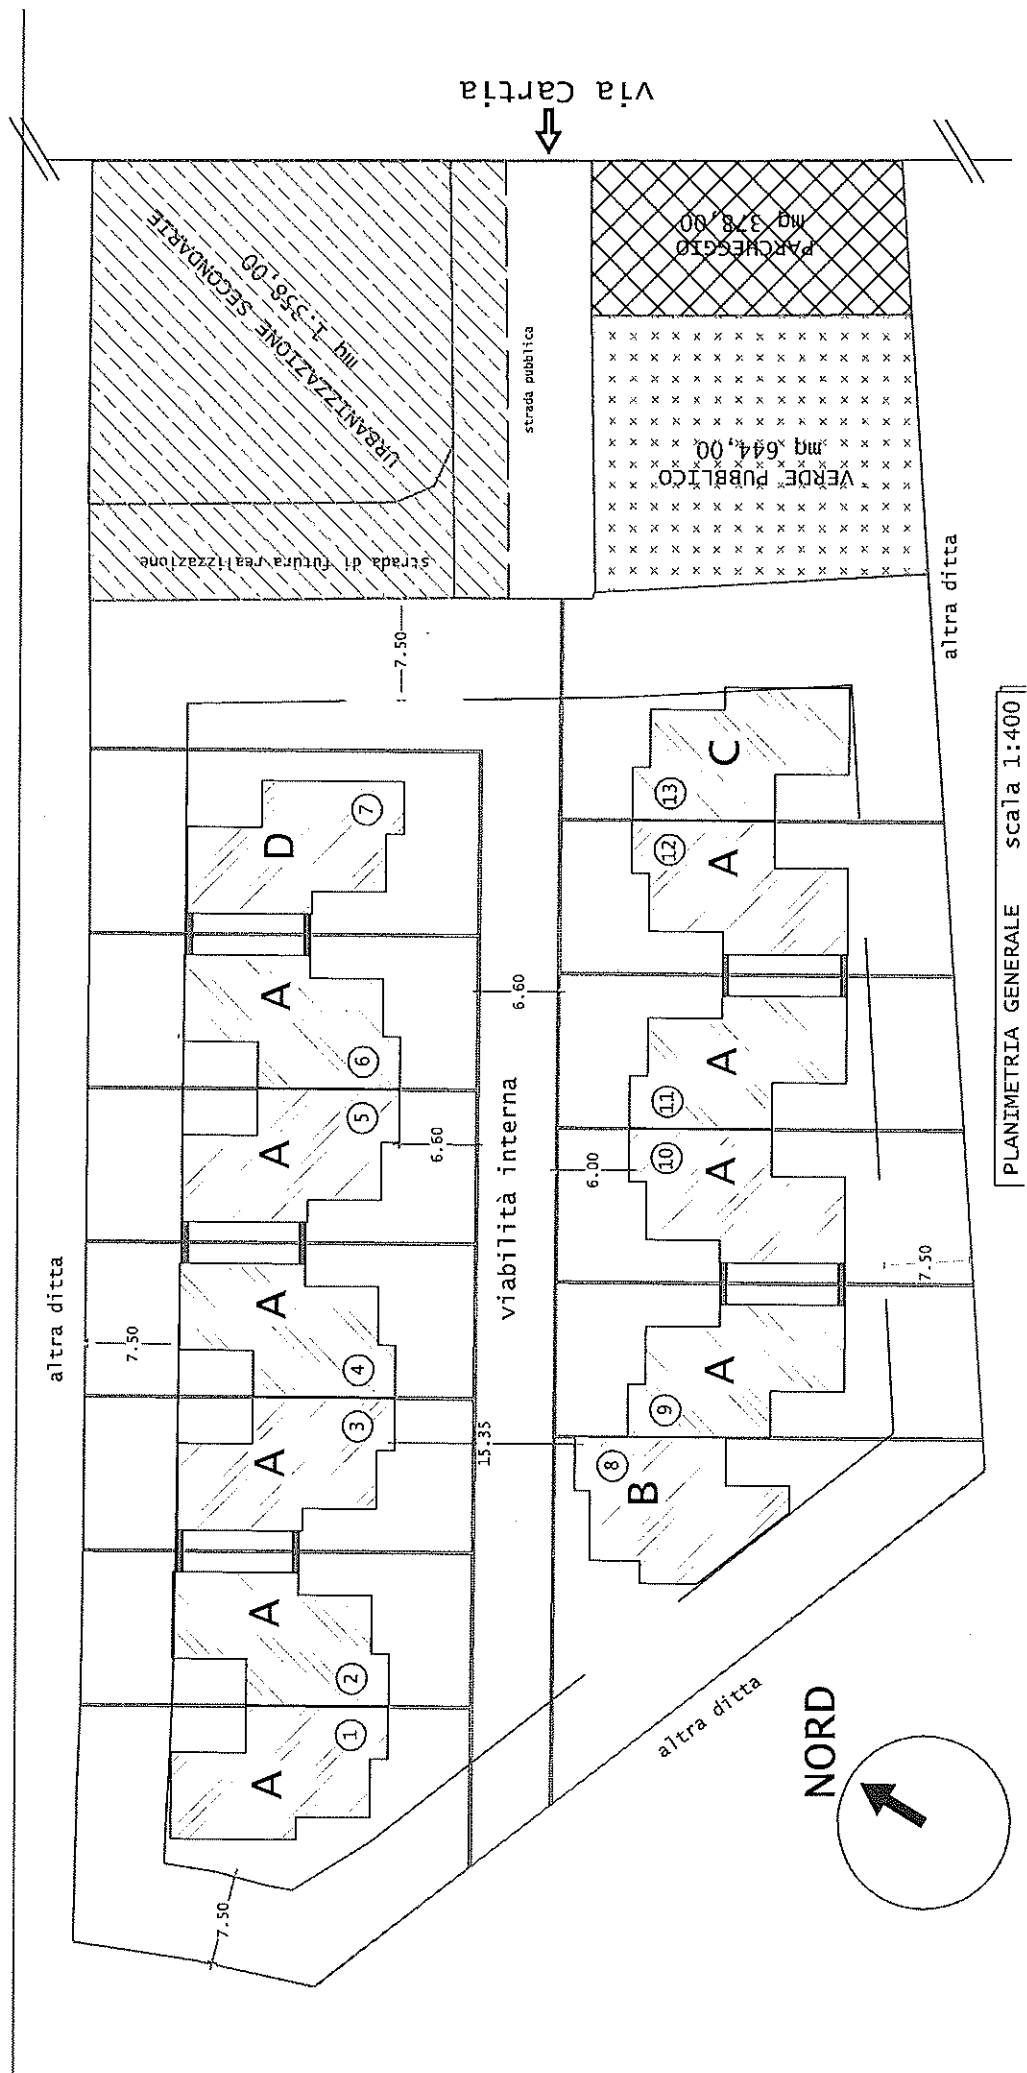 via Cartia
URBANIZZAZIONE SECONDARIE
mq 1.358,00
PARCHEGGIO
mq 378,00
strada pubblica
VERDE PUBBLICO
mq 644,00
strada di futura realizzazione
altra ditta
7.50
D
7
C
13
A
12
A
6
6.60
A
5
6.60
viabilità interna
A
11
6.00
A
10
altra ditta
7.50
A
4
A
3
15.35
A
9
7.50
B
8
A
2
A
1
7.50
altra ditta
NORD
PLANIMETRIA GENERALE scala 1:400